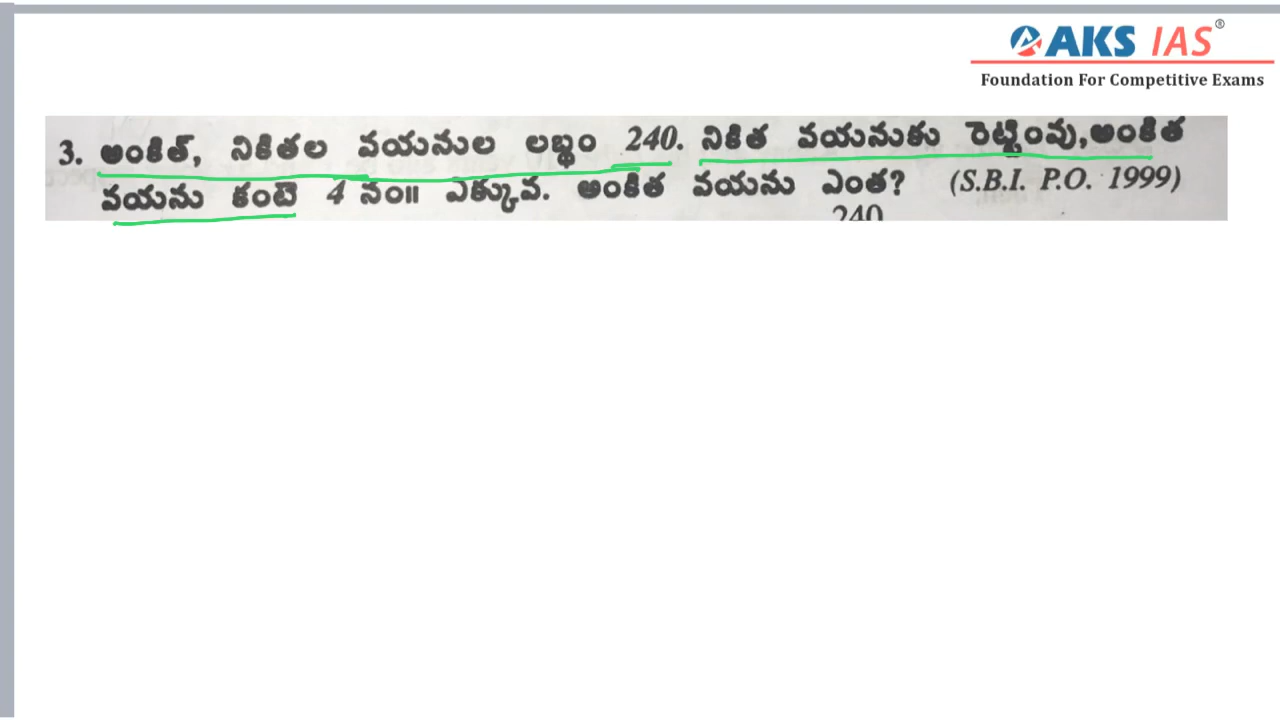 AKS IAS®
Foundation For Competitive Exams
3. అంకిత్, నికితల వయసుల లబ్ధం 240. నికిత వయసుకు రెట్టింపు, అంకిత
వయసు కంటె 4 సం॥ ఎక్కువ. అంకిత వయసు ఎంత? (S.B.I. P.O. 1999)
240